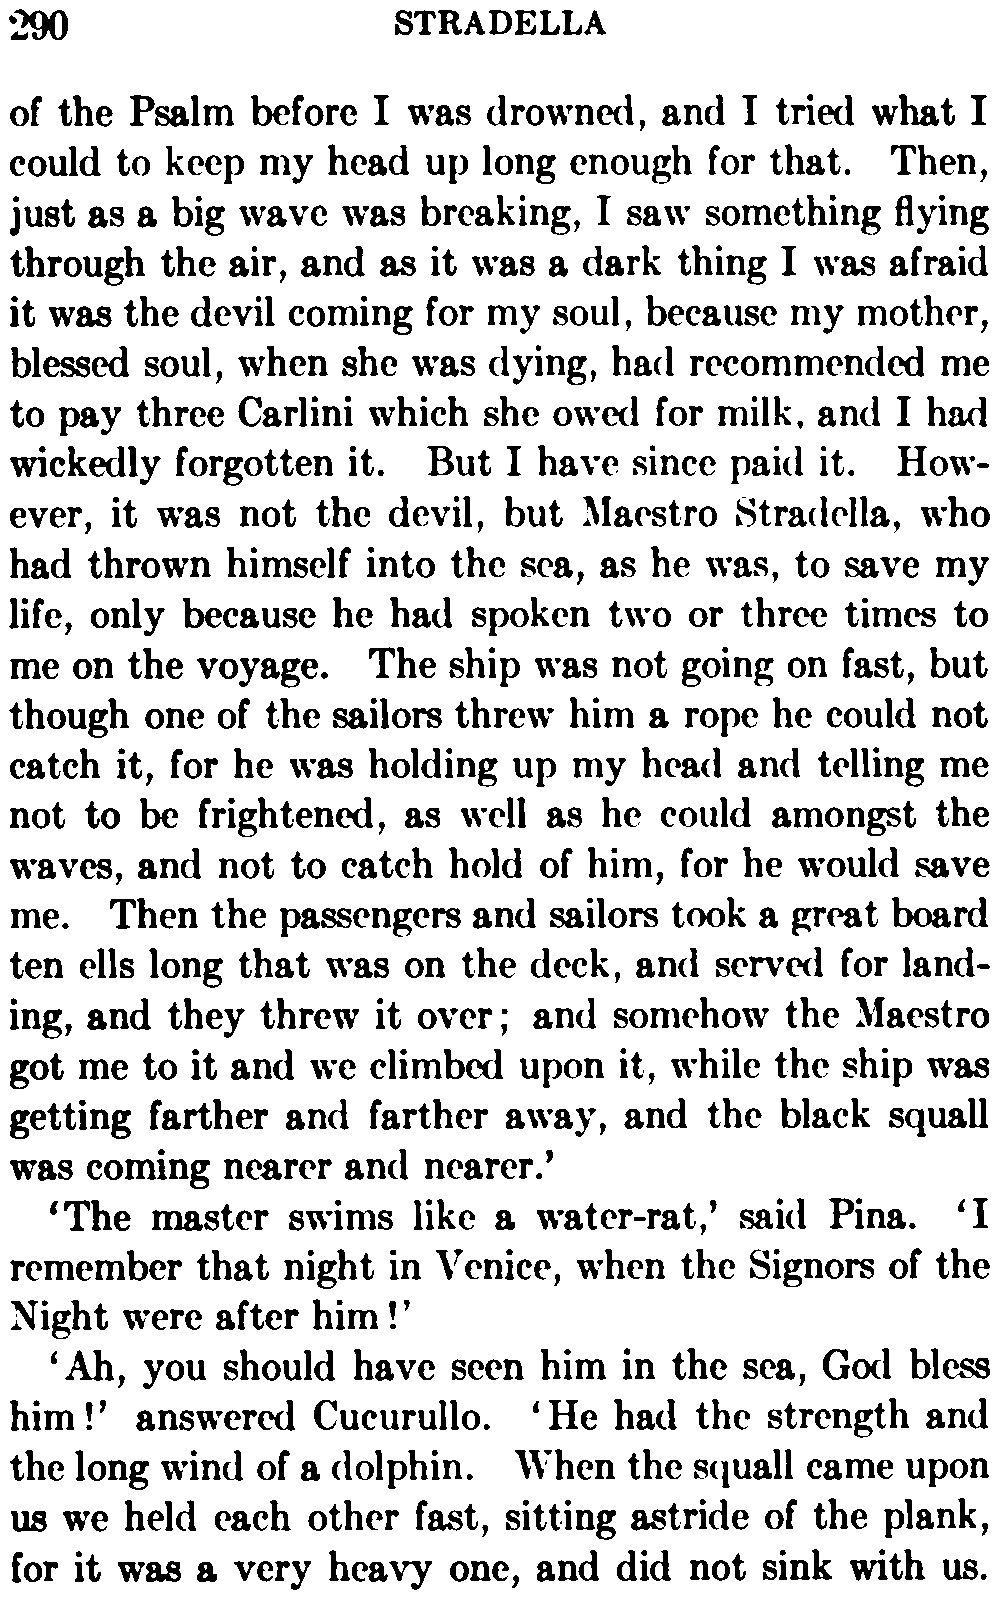 290 STRADELLA
of the Psalm before I was drowned, and I tried what I
could to keep my head up long enough for that. Then,
just as a big wave was breaking, I saw something flying
through the air, and as it was a dark thing I was afraid
it was the devil coming for my soul, because my mother,
blessed soul, when she was dying, had recommended me
to pay three Carlini which she owed for milk, and I had
wickedly forgotten it. But I have since paid it. How-
ever, it was not the devil, but Maestro Stradella, who
had thrown himself into the sea, as he was, to save my
life, only because he had spoken two or three times to
me on the voyage. The ship was not going on fast, but
though one of the sailors threw him a rope he could not
catch it, for he was holding up my head and telling me
not to be frightened, as well as he could amongst the
waves, and not to catch hold of him, for he would save
me. Then the passengers and sailors took a great board
ten ells long that was on the deck, and served for land-
ing, and they threw it over; and somehow the Maestro
got me to it and we climbed upon it, while the ship was
getting farther and farther away, and the black squall
was coming nearer and nearer.’
‘The master swims like a water-rat,’ said Pina. ‘I
remember that night in Venice, when the Signors of the
Night were after him!’
‘Ah, you should have seen him in the sea, God bless
him!’ answered Cucurullo. ‘He had the strength and
the long wind of a dolphin. When the squall came upon
us we held each other fast, sitting astride of the plank,
for it was a very heavy one, and did not sink with us.